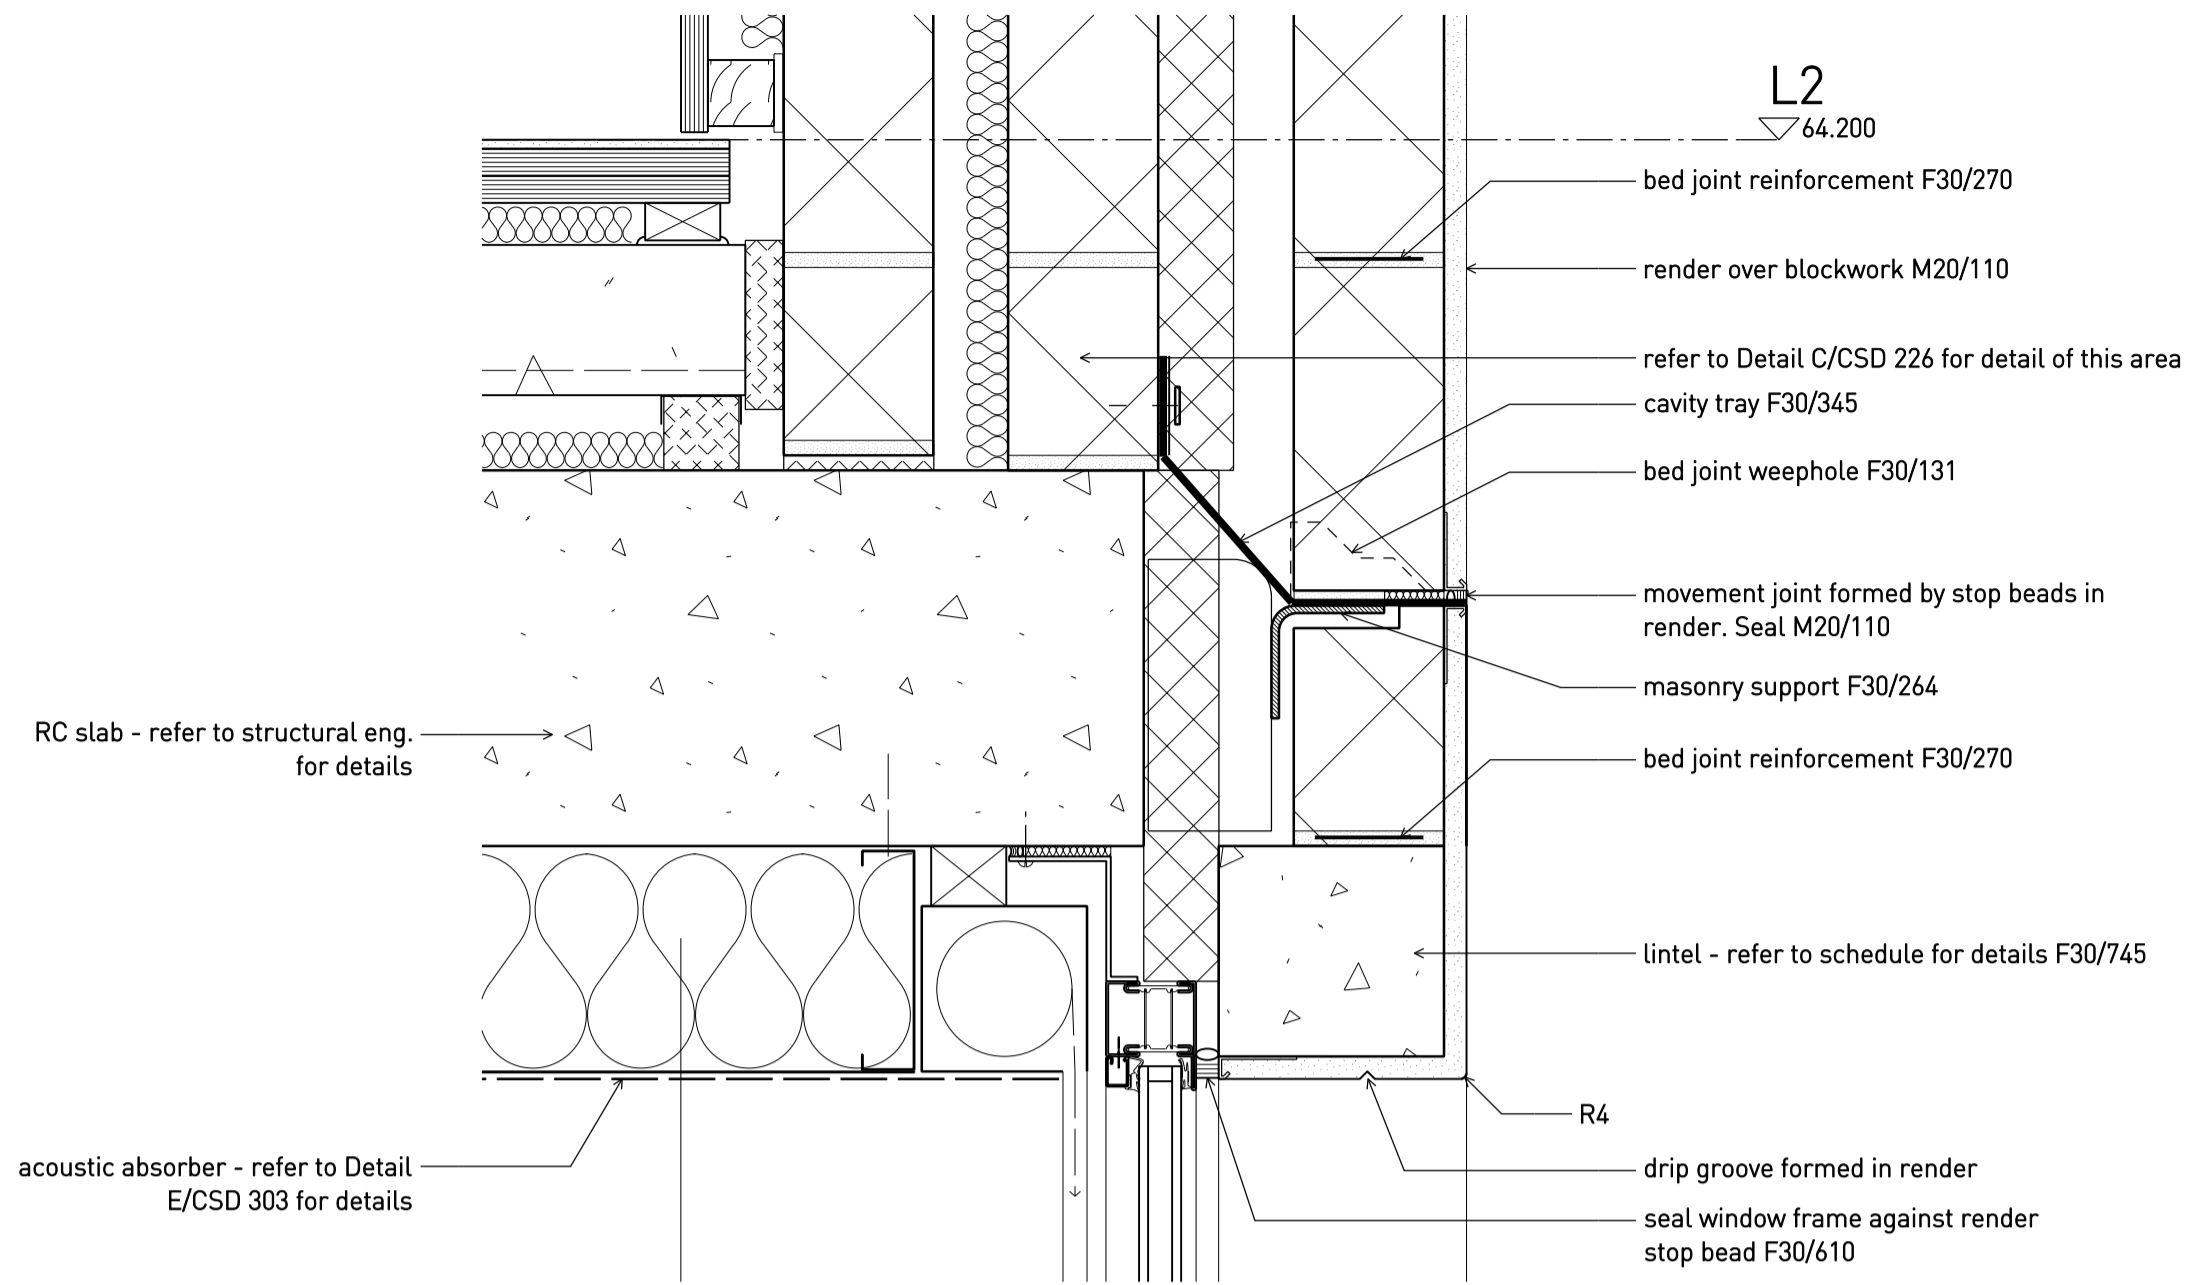 L2
64.200
bed joint reinforcement F30/270
render over blockwork M20/110
refer to Detail C/CSD 226 for detail of this area
cavity tray F30/345
bed joint weephole F30/131
movement joint formed by stop beads in
render. Seal M20/110
masonry support F30/264
RC slab - refer to structural eng.
for details
bed joint reinforcement F30/270
lintel - refer to schedule for details F30/745
R4
acoustic absorber - refer to Detail
E/CSD 303 for details
drip groove formed in render
seal window frame against render
stop bead F30/610